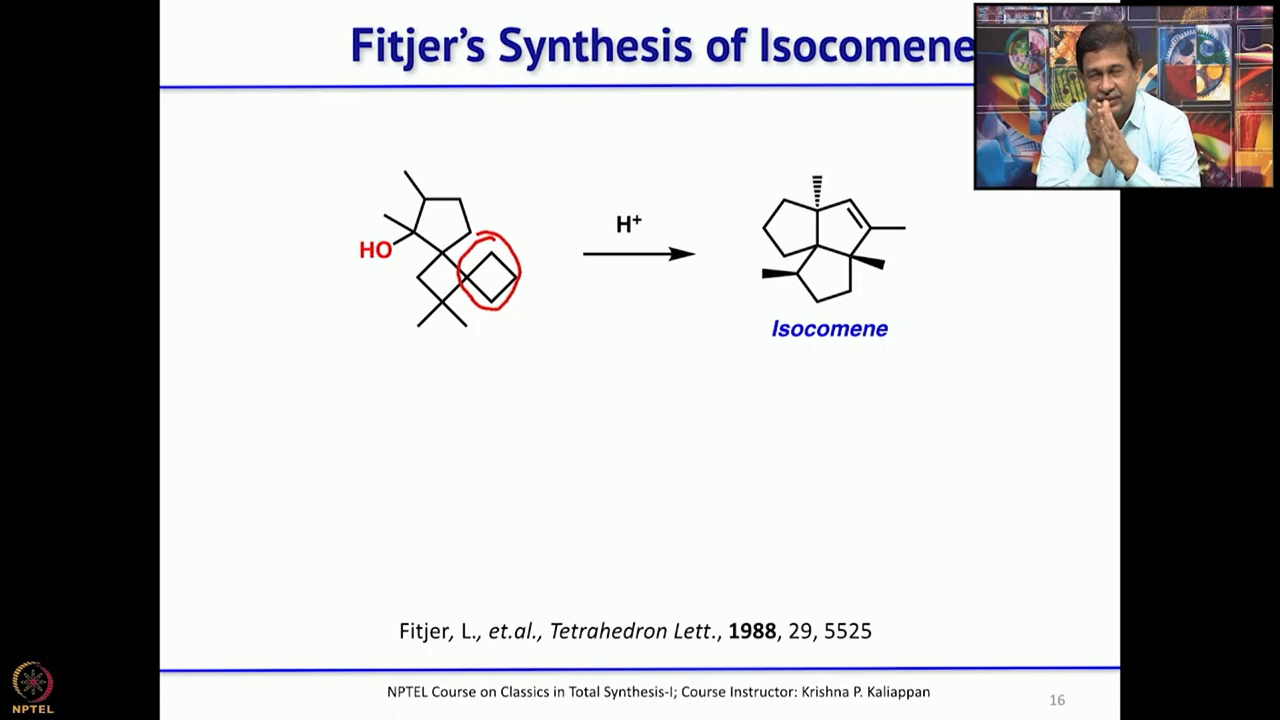 Fitjer's Synthesis of Isocomene
HO
H+
Isocomene
Fitjer, L., et.al., Tetrahedron Lett., 1988, 29, 5525
NPTEL Course on Classics in Total Synthesis-I; Course Instructor: Krishna P. Kaliappan
16
NPTEL